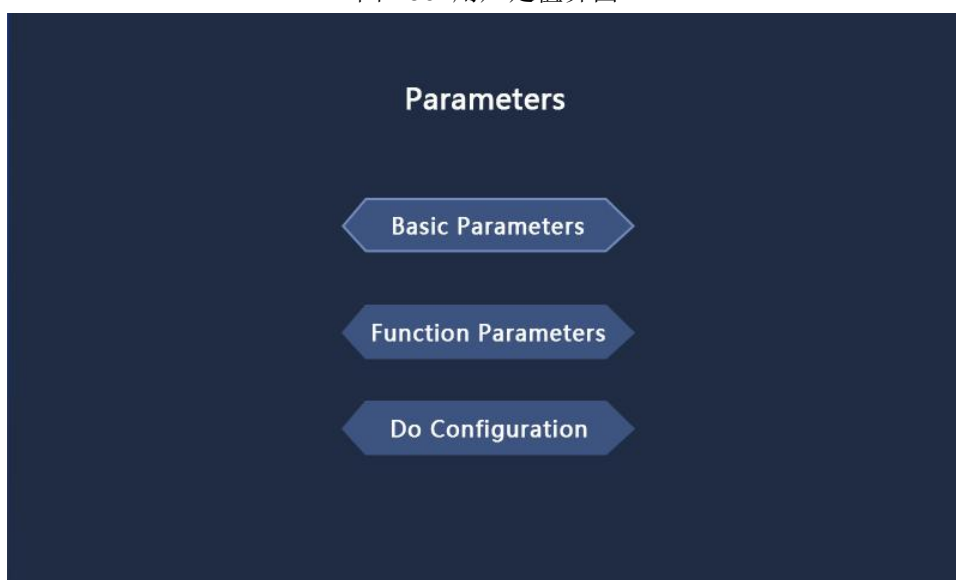 Parameters
Basic Parameters
Function Parameters
Do Configuration